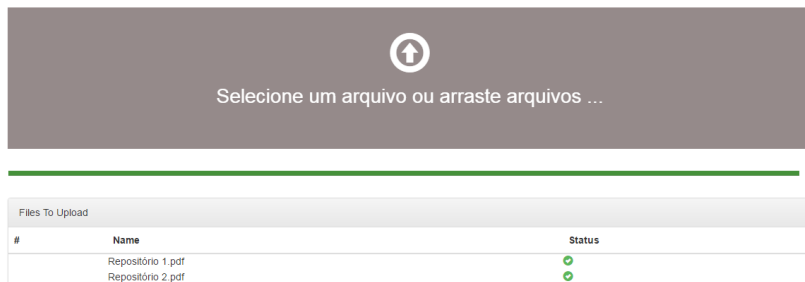 Selecione um arquivo ou arraste arquivos ...
Files To Upload
# Name Status
Repositório 1.pdf
Repositório 2.pdf